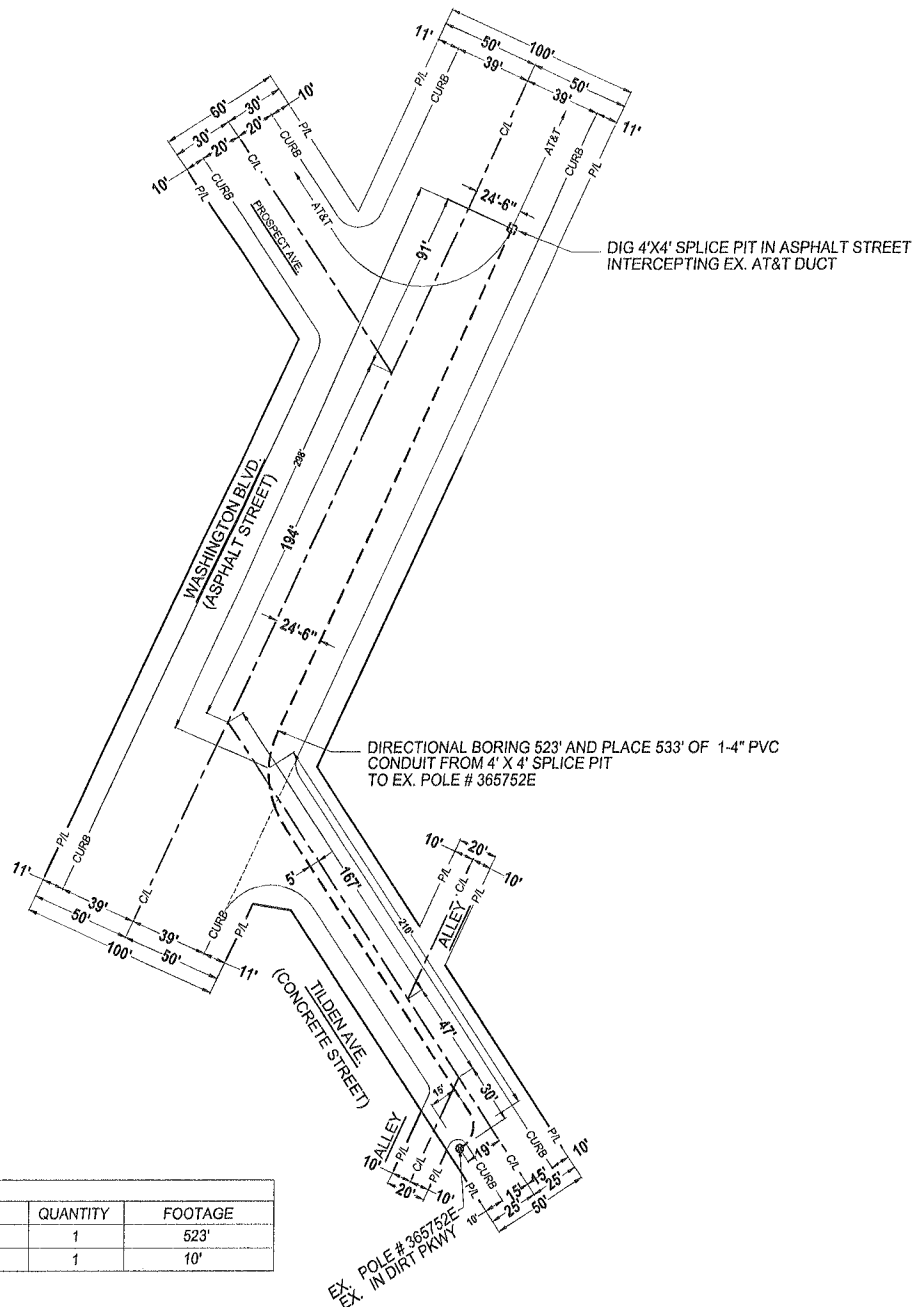 100'
50'
50'
11'
39'
39'
11'
P/L
CURB
C/L
AT&T
CURB
P/L
60'
30'
30'
10'
20'
20'
10'
P/L
CURB
C/L
CURB
P/L
AT&T
PROSPECT AVE.
24'-6"
91'
DIG 4'X4' SPLICE PIT IN ASPHALT STREET
INTERCEPTING EX. AT&T DUCT
298'
194'
WASHINGTON BLVD.
(ASPHALT STREET)
24'-6"
DIRECTIONAL BORING 523' AND PLACE 533' OF 1-4" PVC
CONDUIT FROM 4' X 4' SPLICE PIT
TO EX. POLE # 365752E
P/L
CURB
C/L
CURB
P/L
11'
39'
39'
11'
50'
50'
100'
5'
167'
210'
10'
20'
10'
P/L
C/L
P/L
ALLEY
TILDEN AVE.
(CONCRETE STREET)
47'
30'
15'
19'
ALLEY
P/L
C/L
P/L
10'
20'
10'
P/L
CURB
C/L
CURB
P/L
10'
15'
15'
10'
25'
25'
50'
EX. POLE # 365752E
EX. IN DIRT PKWY
QUANTITY FOOTAGE
1 523'
1 10'